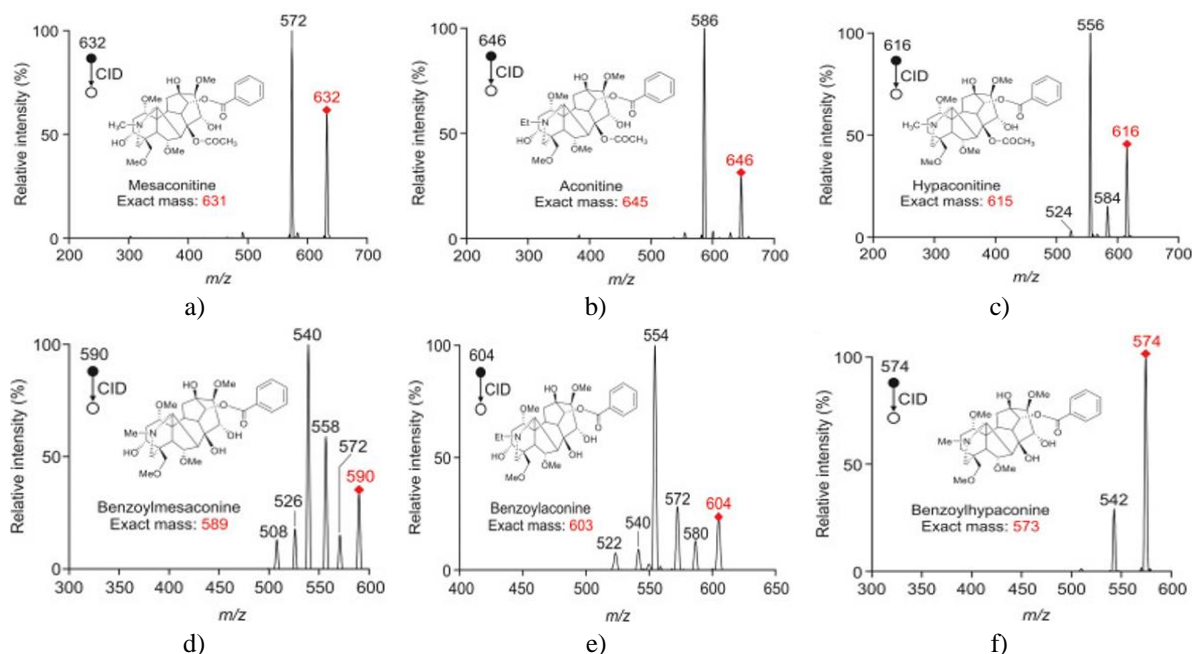 572
100
632
CID
632
Relative intensity (%)
50
0
HO OMe
OMe
O
O
H₃C N
HO
OH
OCOCH₃
OMe
MeO
Mesaconitine
Exact mass: 631
200 300 400 500 600 700
m/z
a)
586
100
646
CID
646
Relative intensity (%)
50
0
HO OMe
OMe
O
O
Et N
HO
OH
OCOCH₃
OMe
MeO
Aconitine
Exact mass: 645
200 300 400 500 600 700
m/z
b)
556
100
616
CID
616
584
524
Relative intensity (%)
50
0
HO OMe
OMe
O
O
H₃C N
OH
OCOCH₃
OMe
MeO
Hypaconitine
Exact mass: 615
200 300 400 500 600 700
m/z
c)
540
100
590
CID
558
572
590
526
508
Relative intensity (%)
50
0
HO OMe
OMe
O
O
Me N
HO
OH
OH
OMe
MeO
Benzoylmesaconine
Exact mass: 589
300 350 400 450 500 550 600
m/z
d)
554
100
604
CID
572
604
580
540
522
Relative intensity (%)
50
0
HO OMe
OMe
O
O
Et N
HO
OH
OH
OMe
MeO
Benzoylaconine
Exact mass: 603
400 450 500 550 600 650
m/z
e)
574
100
574
CID
542
Relative intensity (%)
50
0
HO OMe
OMe
O
O
Me N
OH
OH
OMe
MeO
Benzoylhypaconine
Exact mass: 573
300 350 400 450 500 550 600
m/z
f)